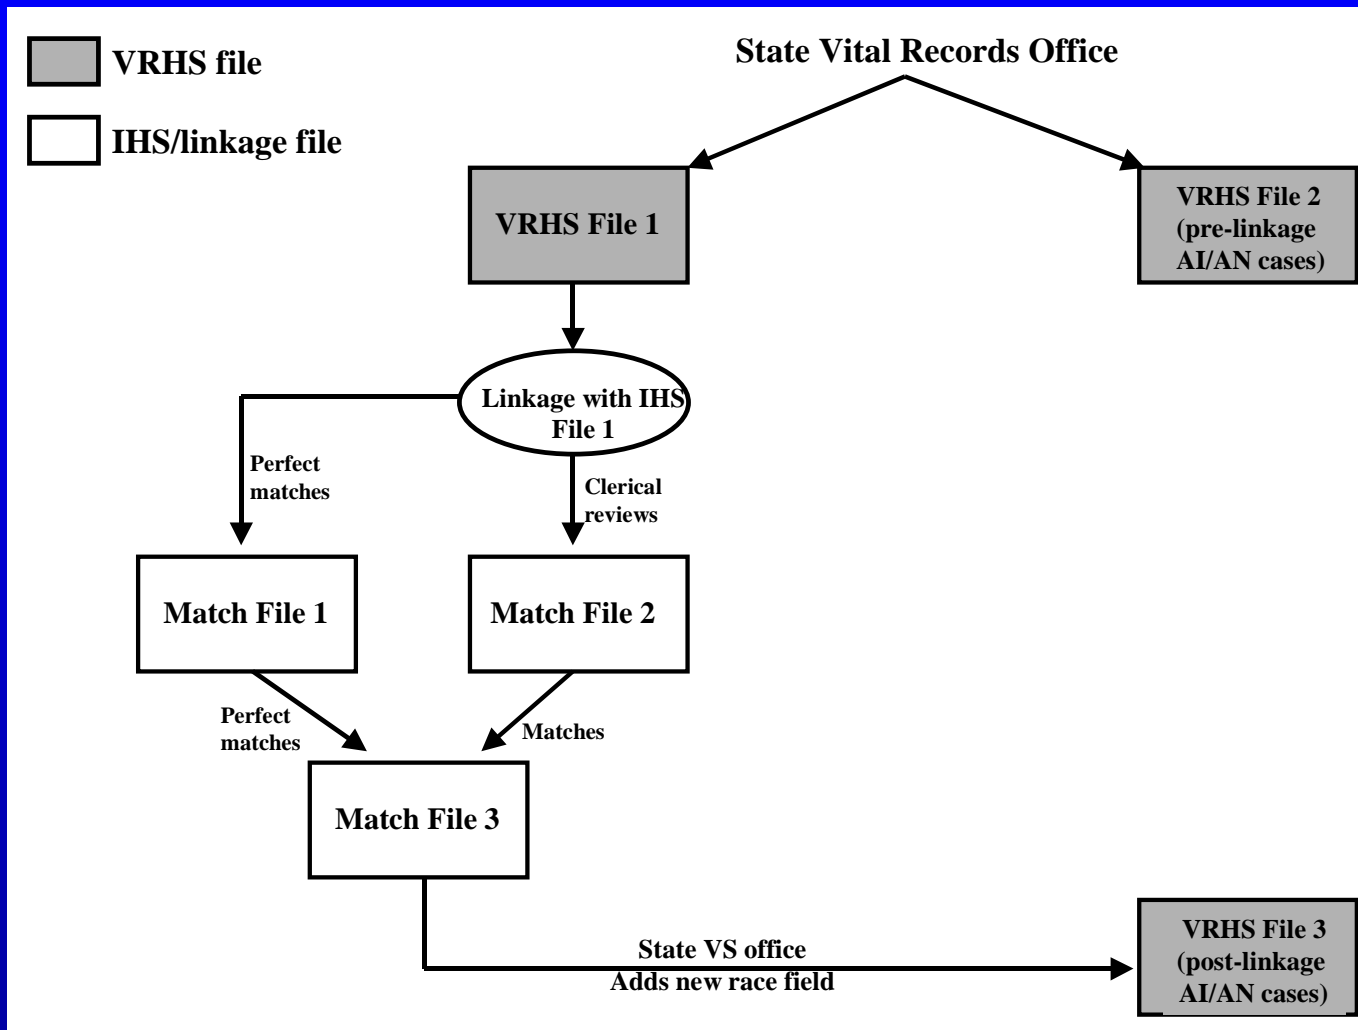 VRHS file
IHS/linkage file
State Vital Records Office
VRHS File 1
VRHS File 2
(pre-linkage
AI/AN cases)
Linkage with IHS
File 1
Perfect
matches
Clerical
reviews
Match File 1
Match File 2
Perfect
matches
Matches
Match File 3
State VS office
Adds new race field
VRHS File 3
(post-linkage
AI/AN cases)